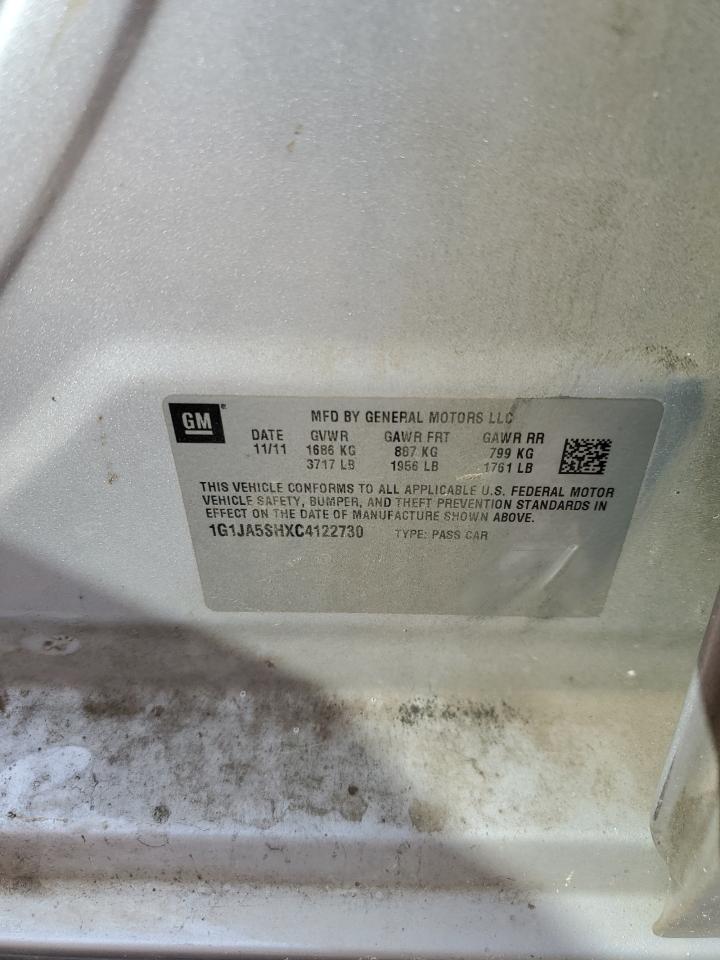 GM® MFD BY GENERAL MOTORS LLC
DATE GVWR GAWR FRT GAWR RR
11/11 1686 KG 887 KG 799 KG
3717 LB 1956 LB 1761 LB
THIS VEHICLE CONFORMS TO ALL APPLICABLE U.S. FEDERAL MOTOR
VEHICLE SAFETY, BUMPER, AND THEFT PREVENTION STANDARDS IN
EFFECT ON THE DATE OF MANUFACTURE SHOWN ABOVE.
1G1JA5SHXC4122730 TYPE: PASS CAR